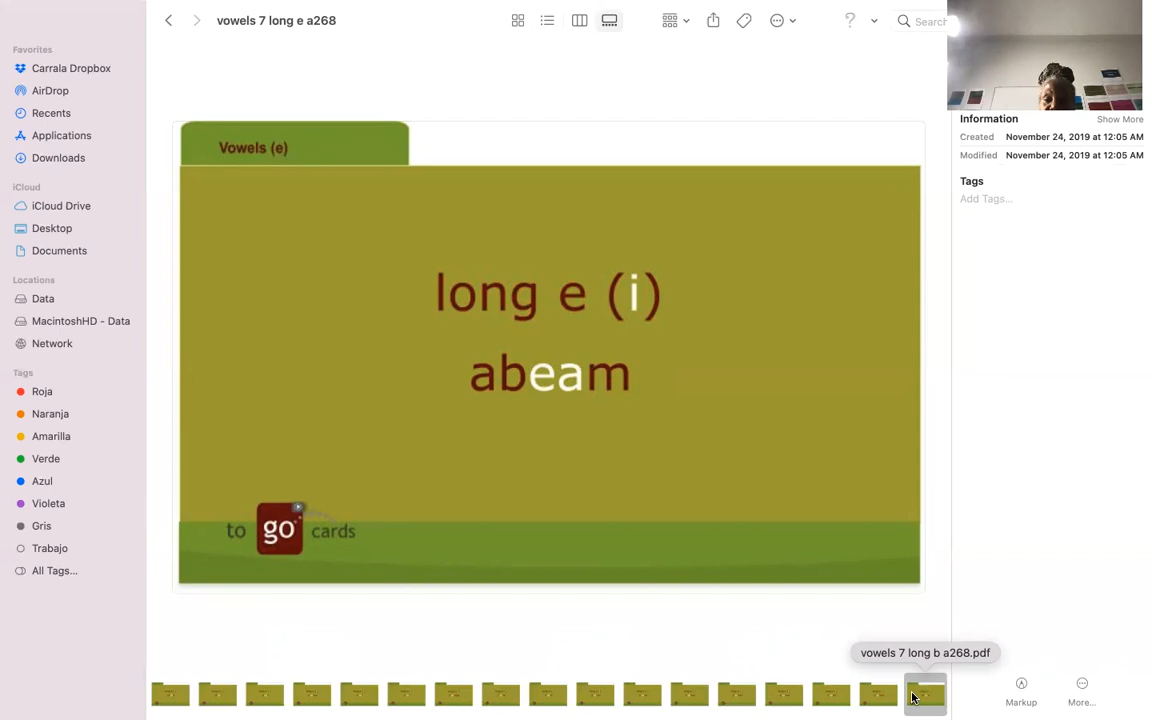 vowels 7 long e a268
Search
Favorites
Carrala Dropbox
AirDrop
Recents
Applications
Downloads
iCloud
iCloud Drive
Desktop
Documents
Locations
Data
MacintoshHD - Data
Network
Tags
Roja
Naranja
Amarilla
Verde
Azul
Violeta
Gris
Trabajo
All Tags...
Vowels (e)
long e (i)
abeam
to go cards
vowels 7 long b a268.pdf
Information Show More
Created November 24, 2019 at 12:05 AM
Modified November 24, 2019 at 12:05 AM
Tags
Add Tags...
Markup
More...